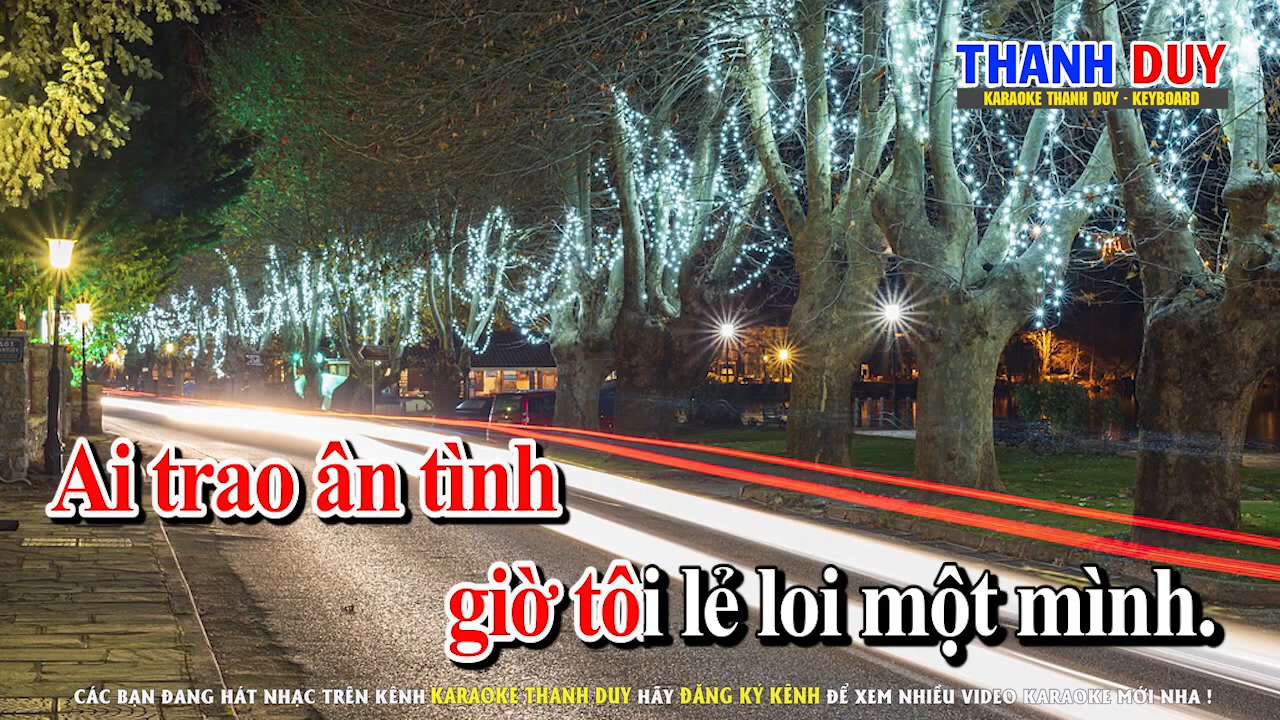 THANH DUY
KARAOKE THANH DUY - KEYBOARD
Ai trao ân tình
giờ tôi lẻ loi một mình.
CÁC BẠN ĐANG HÁT NHẠC TRÊN KÊNH KARAOKE THANH DUY HÃY ĐĂNG KÝ KÊNH ĐỂ XEM NHIỀU VIDEO KARAOKE MỚI NHA !